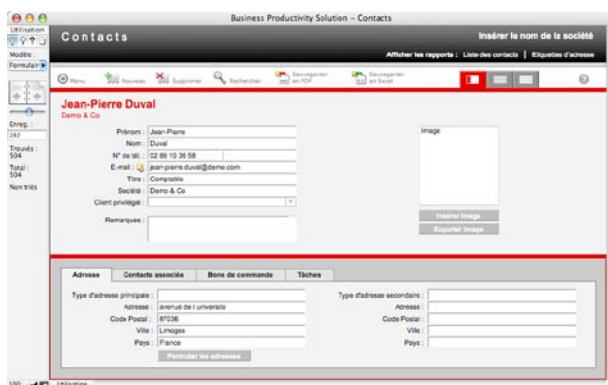 Business Productivity Solution – Contacts
Utilisation
Contacts
Insérer le nom de la société
Modèle :
Formulair
Afficher les rapports : Liste des contacts | Etiquettes d'adresse
Menu
Nouveau
Supprimer
Rechercher
Sauvegarder en PDF
Sauvegarder en Excel
Jean-Pierre Duval
Demo & Co
Enreg. :
Trouvés :
504
Total :
504
Non triés
Prénom : Jean-Pierre
Nom : Duval
N° de tél. : 02 66 10 36 58
E-mail : jean-pierre.duval@demo.com
Titre : Comptable
Société : Demo & Co
Client privilégié :
Remarques :
Image
Insérer image
Exporter image
Adresse
Contacts associés
Bons de commande
Tâches
Type d'adresse principale :
Adresse : avenue de l'université
Code Postal : 87036
Ville : Limoges
Pays : France
Permuter les adresses
Type d'adresse secondaire :
Adresse :
Code Postal :
Ville :
Pays :
100
Utilisation